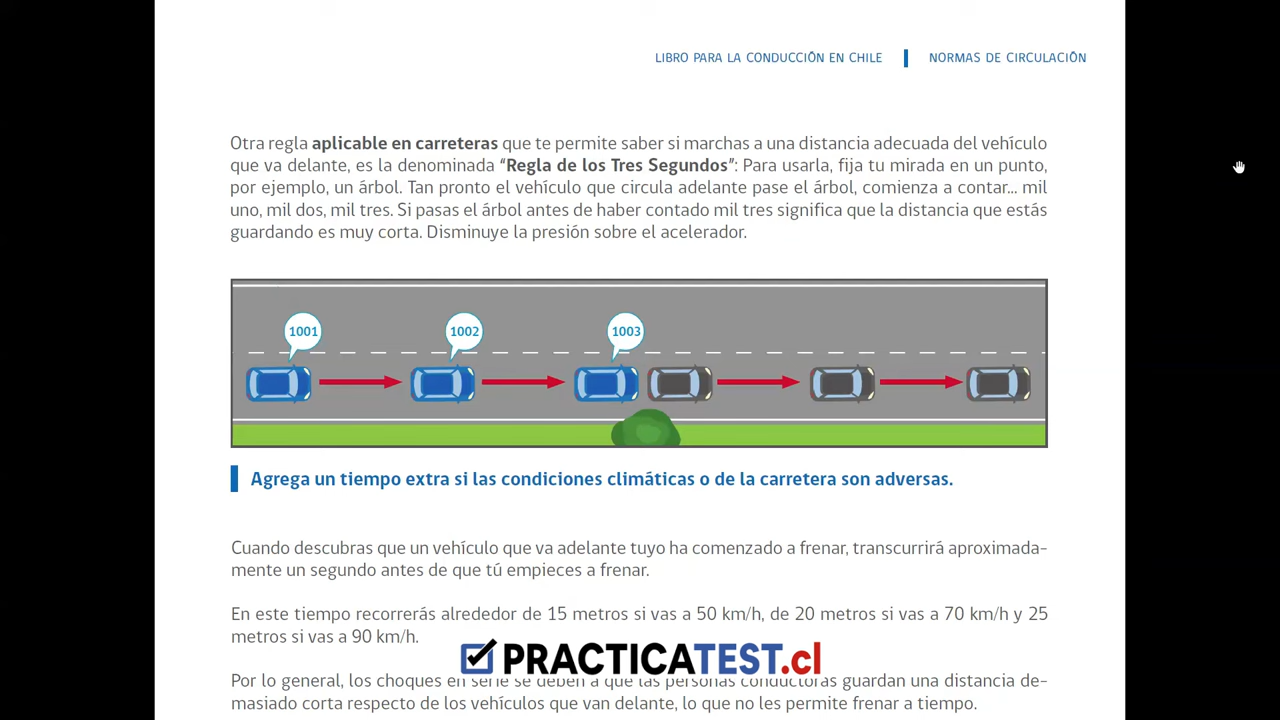 LIBRO PARA LA CONDUCCIÓN EN CHILE NORMAS DE CIRCULACIÓN
Otra regla aplicable en carreteras que te permite saber si marchas a una distancia adecuada del vehículo
que va delante, es la denominada “Regla de los Tres Segundos”: Para usarla, fija tu mirada en un punto,
por ejemplo, un árbol. Tan pronto el vehículo que circula adelante pase el árbol, comienza a contar... mil
uno, mil dos, mil tres. Si pasas el árbol antes de haber contado mil tres significa que la distancia que estás
guardando es muy corta. Disminuye la presión sobre el acelerador.
1001 1002 1003
Agrega un tiempo extra si las condiciones climáticas o de la carretera son adversas.
Cuando descubras que un vehículo que va adelante tuyo ha comenzado a frenar, transcurrirá aproximada-
mente un segundo antes de que tú empieces a frenar.
En este tiempo recorrerás alrededor de 15 metros si vas a 50 km/h, de 20 metros si vas a 70 km/h y 25
metros si vas a 90 km/h.
PRACTICATEST.cl
Por lo general, los choques en serie se deben a que las personas conductoras guardan una distancia de-
masiado corta respecto de los vehículos que van delante, lo que no les permite frenar a tiempo.